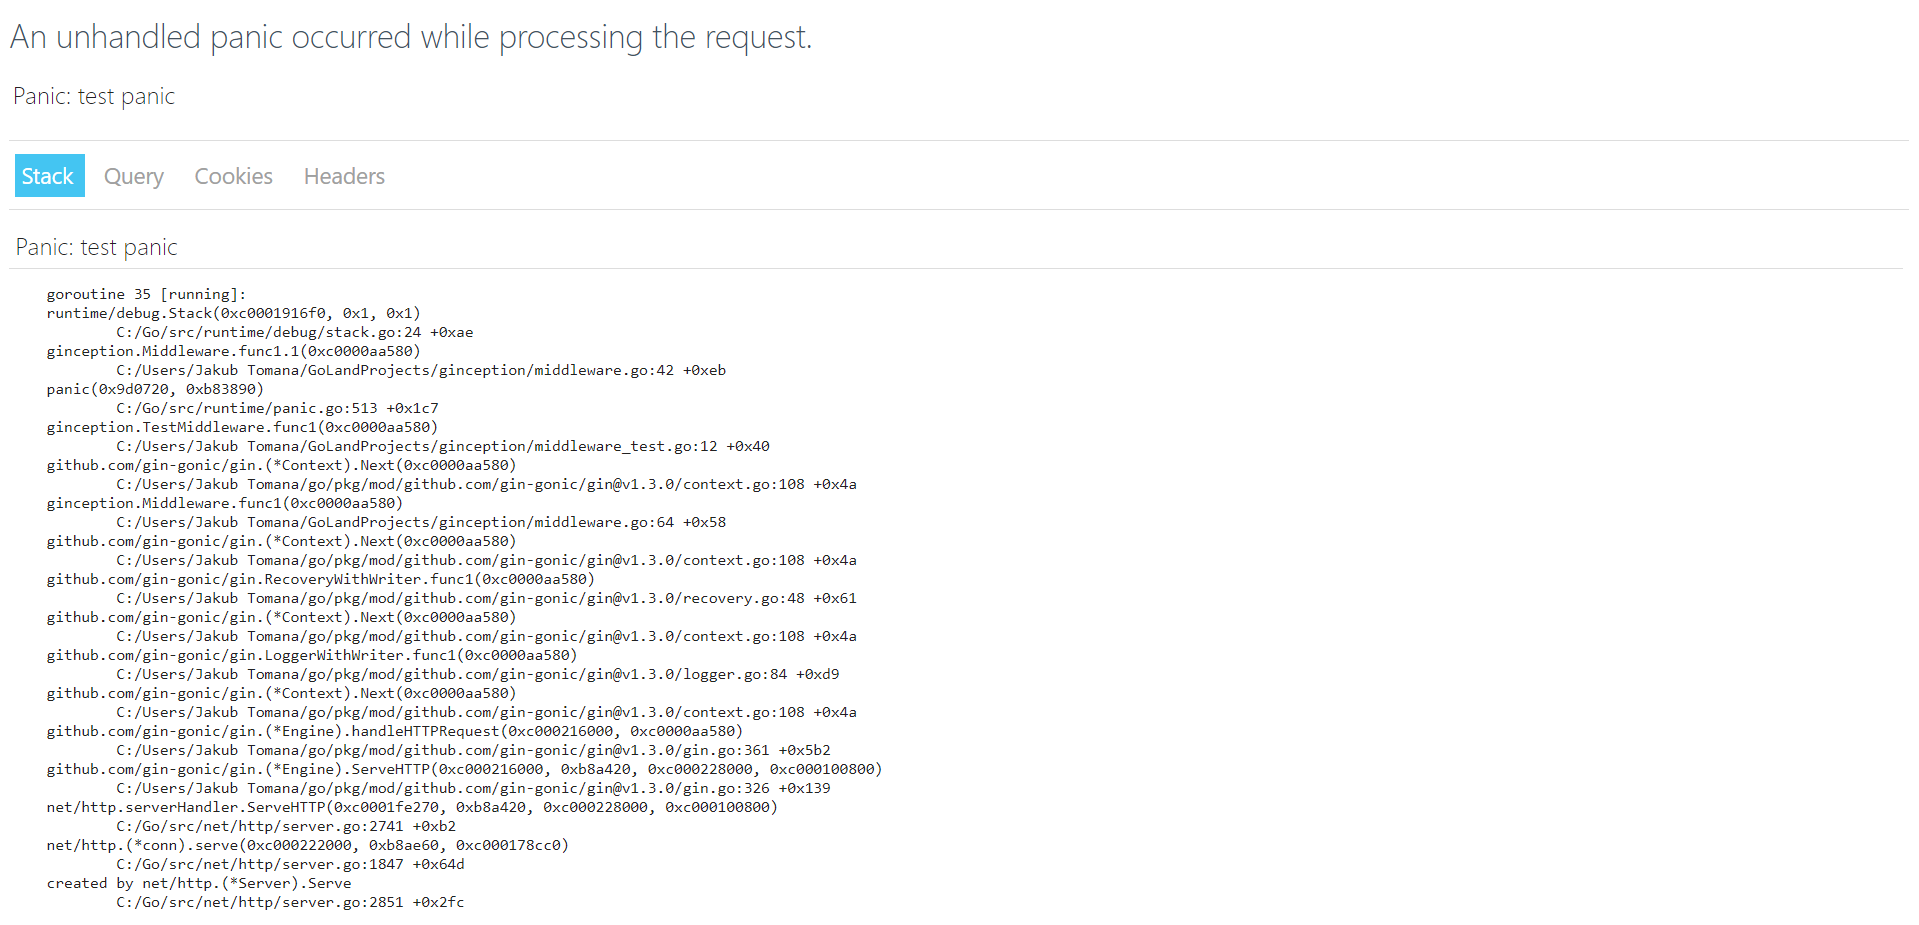 An unhandled panic occurred while processing the request.
Panic: test panic
Stack Query Cookies Headers
Panic: test panic
goroutine 35 [running]:
runtime/debug.Stack(0xc0001916f0, 0x1, 0x1)
C:/Go/src/runtime/debug/stack.go:24 +0xae
ginception.Middleware.func1.1(0xc0000aa580)
C:/Users/Jakub Tomana/GoLandProjects/ginception/middleware.go:42 +0xeb
panic(0x9d0720, 0xb83890)
C:/Go/src/runtime/panic.go:513 +0x1c7
ginception.TestMiddleware.func1(0xc0000aa580)
C:/Users/Jakub Tomana/GoLandProjects/ginception/middleware_test.go:12 +0x40
github.com/gin-gonic/gin.(*Context).Next(0xc0000aa580)
C:/Users/Jakub Tomana/go/pkg/mod/github.com/gin-gonic/gin@v1.3.0/context.go:108 +0x4a
ginception.Middleware.func1(0xc0000aa580)
C:/Users/Jakub Tomana/GoLandProjects/ginception/middleware.go:64 +0x58
github.com/gin-gonic/gin.(*Context).Next(0xc0000aa580)
C:/Users/Jakub Tomana/go/pkg/mod/github.com/gin-gonic/gin@v1.3.0/context.go:108 +0x4a
github.com/gin-gonic/gin.RecoveryWithWriter.func1(0xc0000aa580)
C:/Users/Jakub Tomana/go/pkg/mod/github.com/gin-gonic/gin@v1.3.0/recovery.go:48 +0x61
github.com/gin-gonic/gin.(*Context).Next(0xc0000aa580)
C:/Users/Jakub Tomana/go/pkg/mod/github.com/gin-gonic/gin@v1.3.0/context.go:108 +0x4a
github.com/gin-gonic/gin.LoggerWithWriter.func1(0xc0000aa580)
C:/Users/Jakub Tomana/go/pkg/mod/github.com/gin-gonic/gin@v1.3.0/logger.go:84 +0xd9
github.com/gin-gonic/gin.(*Context).Next(0xc0000aa580)
C:/Users/Jakub Tomana/go/pkg/mod/github.com/gin-gonic/gin@v1.3.0/context.go:108 +0x4a
github.com/gin-gonic/gin.(*Engine).handleHTTPRequest(0xc000216000, 0xc0000aa580)
C:/Users/Jakub Tomana/go/pkg/mod/github.com/gin-gonic/gin@v1.3.0/gin.go:361 +0x5b2
github.com/gin-gonic/gin.(*Engine).ServeHTTP(0xc000216000, 0xb8a420, 0xc000228000, 0xc000100800)
C:/Users/Jakub Tomana/go/pkg/mod/github.com/gin-gonic/gin@v1.3.0/gin.go:326 +0x139
net/http.serverHandler.ServeHTTP(0xc0001fe270, 0xb8a420, 0xc000228000, 0xc000100800)
C:/Go/src/net/http/server.go:2741 +0xb2
net/http.(*conn).serve(0xc000222000, 0xb8ae60, 0xc000178cc0)
C:/Go/src/net/http/server.go:1847 +0x64d
created by net/http.(*Server).Serve
C:/Go/src/net/http/server.go:2851 +0x2fc